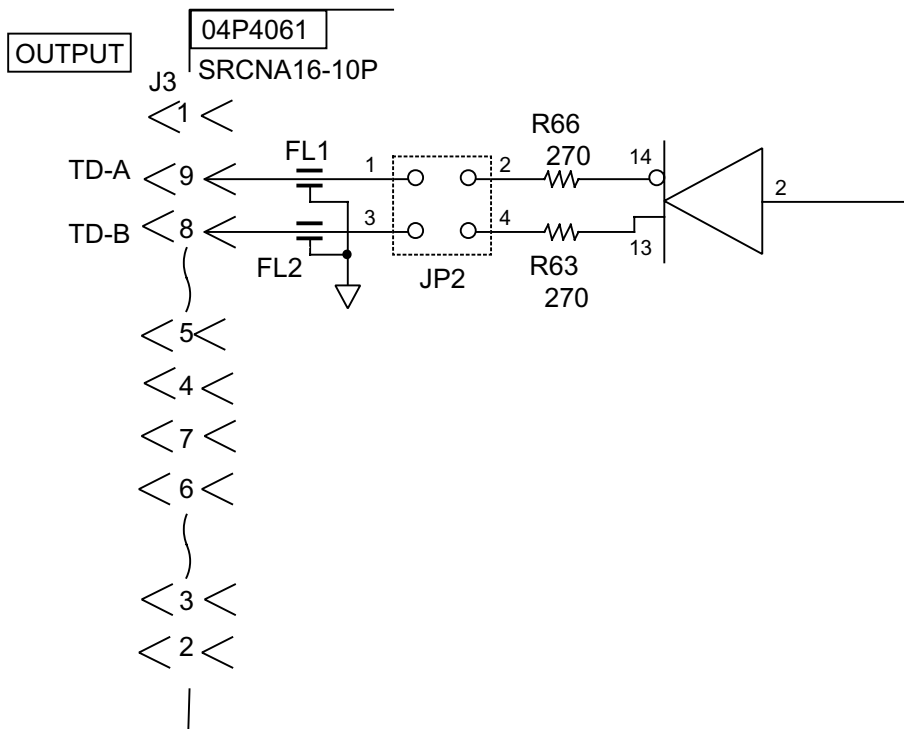 04P4061
OUTPUT
SRCNA16-10P
J3
1
R66
270
TD-A
9
FL1
1
2
14
2
TD-B
8
3
4
13
FL2
JP2
R63
270
5
4
7
6
3
2